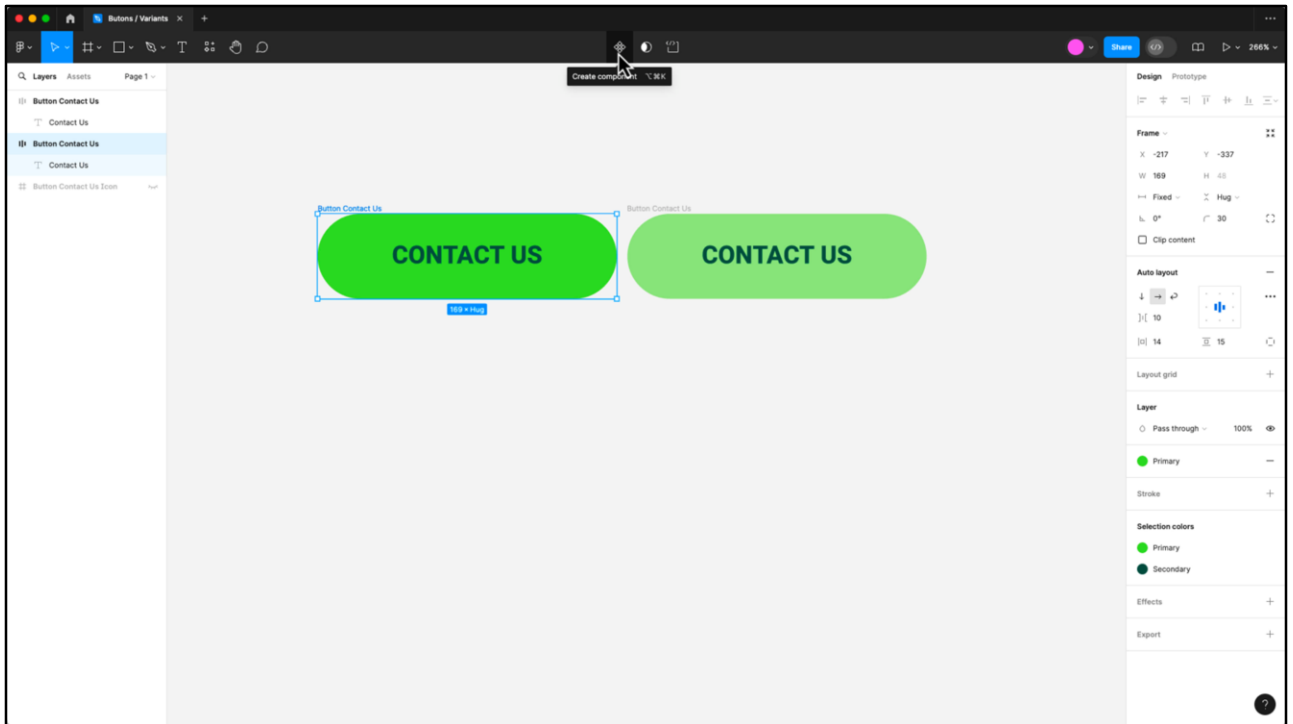 Butons / Variants
Share
266%
Layers Assets Page 1
Create component ⌥⌘K
Design Prototype
Button Contact Us
Contact Us
Button Contact Us
Contact Us
Button Contact Us Icon
Button Contact Us
CONTACT US
169 × Hug
Button Contact Us
CONTACT US
Frame
X -217 Y -337
W 169 H 48
Fixed Hug
0° 30
Clip content
Auto layout
10
14 15
Layout grid
Layer
Pass through 100%
Primary
Stroke
Selection colors
Primary
Secondary
Effects
Export
?